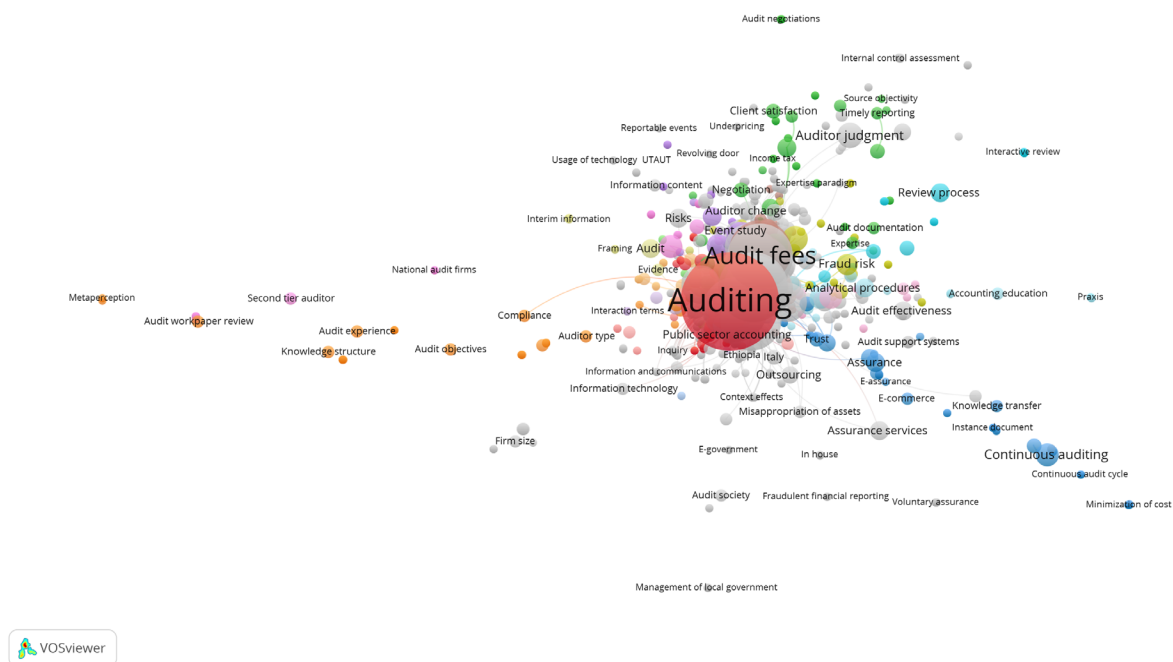 Audit negotiations
Internal control assessment
Source objectivity
Client satisfaction
Timely reporting
Reportable events
Underpricing
Auditor judgment
Interactive review
Usage of technology
UTAUT
Revolving door
Income tax
Information content
Negotiation
Expertise paradigm
Review process
Interim information
Risks
Auditor change
Audit documentation
Event study
Framing
Audit
Expertise
Audit fees
National audit firms
Evidence
Fraud risk
Metaperception
Second tier auditor
Auditing
Analytical procedures
Accounting education
Praxis
Audit workpaper review
Compliance
Interaction terms
Audit effectiveness
Audit experience
Auditor type
Public sector accounting
Trust
Audit support systems
Knowledge structure
Audit objectives
Inquiry
Ethiopia
Italy
Assurance
Information and communications
Outsourcing
E-assurance
Information technology
Context effects
E-commerce
Misappropriation of assets
Knowledge transfer
Firm size
Assurance services
Instance document
E-government
In house
Continuous auditing
Continuous audit cycle
Audit society
Fraudulent financial reporting
Voluntary assurance
Minimization of cost
Management of local government
VOSviewer